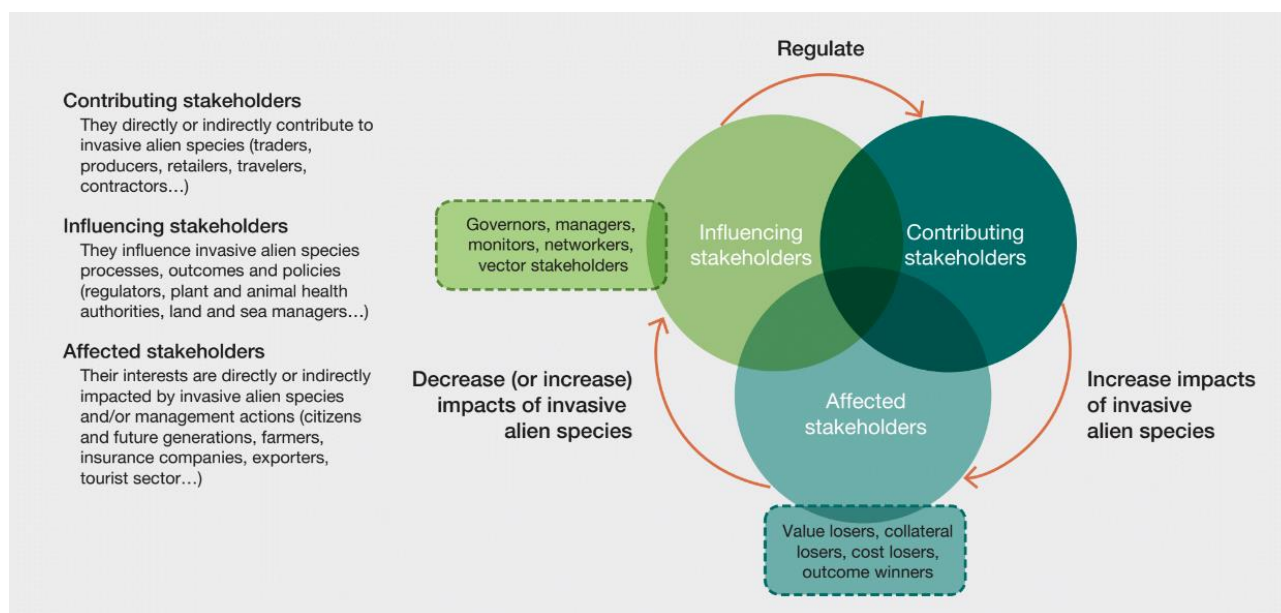 Contributing stakeholders
They directly or indirectly contribute to
invasive alien species (traders,
producers, retailers, travelers,
contractors…)
Influencing stakeholders
They influence invasive alien species
processes, outcomes and policies
(regulators, plant and animal health
authorities, land and sea managers…)
Affected stakeholders
Their interests are directly or indirectly
impacted by invasive alien species
and/or management actions (citizens
and future generations, farmers,
insurance companies, exporters,
tourist sector…)
Regulate
Governors, managers,
monitors, networkers,
vector stakeholders
Influencing
stakeholders
Contributing
stakeholders
Decrease (or increase)
impacts of invasive
alien species
Affected
stakeholders
Increase impacts
of invasive
alien species
Value losers, collateral
losers, cost losers,
outcome winners